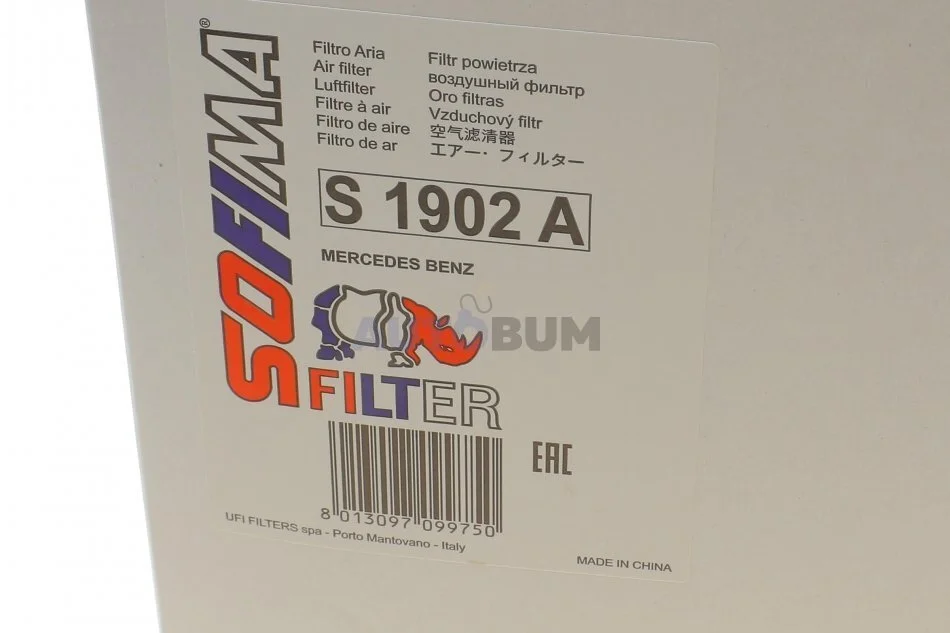 SOFIMA
Filtro Aria
Air filter
Luftfilter
Filtre à air
Filtro de aire
Filtro de ar
Filtr powietrza
воздушный фильтр
Oro filtras
Vzduchový filtr
空气滤清器
エアー・フィルター
S 1902 A
MERCEDES BENZ
AUTOBUM
FILTER
8 013097 099750
EAC
UFI FILTERS spa - Porto Mantovano - Italy
MADE IN CHINA